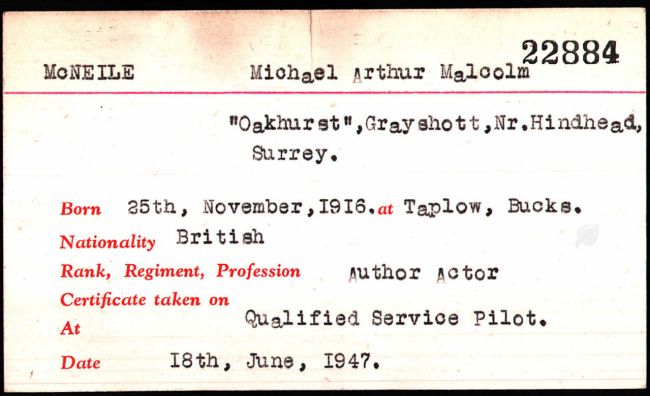 22884
McNEILE Michael Arthur Malcolm
"Oakhurst",Grayshott,Nr.Hindhead,
Surrey.
Born 25th, November,1916. at Taplow, Bucks.
Nationality British
Rank, Regiment, Profession Author Actor
Certificate taken on
At Qualified Service Pilot.
Date 18th, June, 1947.